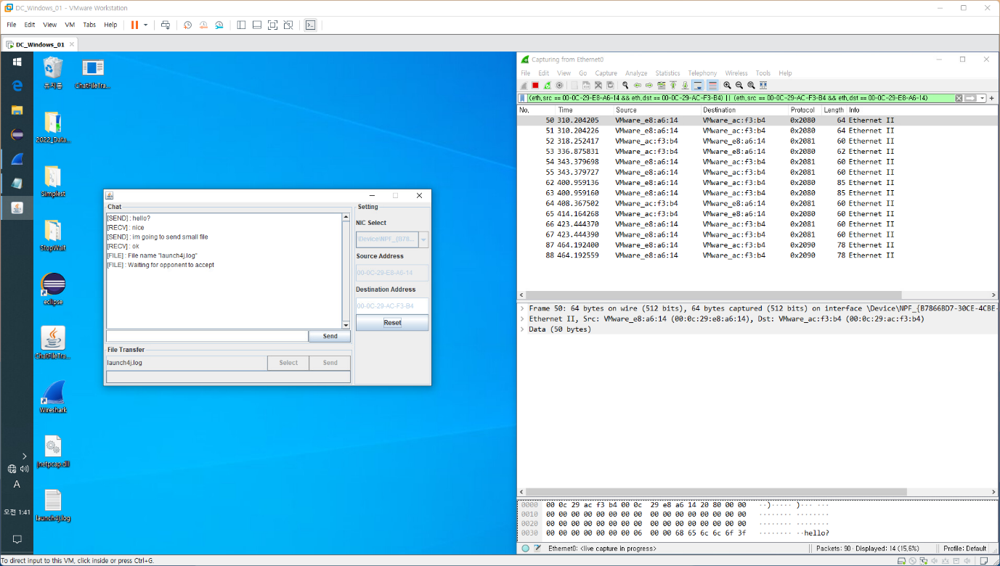 DC_Windows_01 - VMware Workstation
File Edit View VM Tabs Help
DC_Windows_01
휴지통
ChatFileTra...
2022_Data...
Simplest
StopWait
eclipse
ChatFileTra...
Wireshark
jnetpcap.dll
launch4j.log
A
오전 1:41
Chat
[SEND] : hello?
[RECV] : nice
[SEND] : im going to send small file
[RECV] : ok
[FILE] : File name "launch4j.log"
[FILE] : Waiting for opponent to accept
Send
File Transfer
launch4j.log Select Send
Setting
NIC Select
\Device\NPF_{B78...
Source Address
00-0C-29-E8-A6-14
Destination Address
00-0C-29-AC-F3-B4
Reset
Capturing from Ethernet0
File Edit View Go Capture Analyze Statistics Telephony Wireless Tools Help
(eth,src == 00-0C-29-E8-A6-14 && eth,dst == 00-0C-29-AC-F3-B4) || (eth,src == 00-0C-29-AC-F3-B4 && eth,dst == 00-0C-29-E8-A6-14)
No. Time Source Destination Protocol Length Info
50 310.204205 VMware_e8:a6:14 VMware_ac:f3:b4 0x2080 64 Ethernet II
51 310.204226 VMware_e8:a6:14 VMware_ac:f3:b4 0x2080 64 Ethernet II
52 318.252417 VMware_ac:f3:b4 VMware_e8:a6:14 0x2081 60 Ethernet II
53 336.875831 VMware_ac:f3:b4 VMware_e8:a6:14 0x2080 62 Ethernet II
54 343.379698 VMware_e8:a6:14 VMware_ac:f3:b4 0x2081 60 Ethernet II
55 343.379727 VMware_e8:a6:14 VMware_ac:f3:b4 0x2081 60 Ethernet II
62 400.959136 VMware_e8:a6:14 VMware_ac:f3:b4 0x2080 85 Ethernet II
63 400.959160 VMware_e8:a6:14 VMware_ac:f3:b4 0x2080 85 Ethernet II
64 408.367502 VMware_ac:f3:b4 VMware_e8:a6:14 0x2081 60 Ethernet II
65 414.164268 VMware_ac:f3:b4 VMware_e8:a6:14 0x2080 60 Ethernet II
66 423.444370 VMware_e8:a6:14 VMware_ac:f3:b4 0x2081 60 Ethernet II
67 423.444390 VMware_e8:a6:14 VMware_ac:f3:b4 0x2081 60 Ethernet II
87 464.192400 VMware_e8:a6:14 VMware_ac:f3:b4 0x2090 78 Ethernet II
88 464.192559 VMware_e8:a6:14 VMware_ac:f3:b4 0x2090 78 Ethernet II
Frame 50: 64 bytes on wire (512 bits), 64 bytes captured (512 bits) on interface \Device\NPF_{B7866BD7-30CE-4CBE-
Ethernet II, Src: VMware_e8:a6:14 (00:0c:29:e8:a6:14), Dst: VMware_ac:f3:b4 (00:0c:29:ac:f3:b4)
Data (50 bytes)
0000 00 0c 29 ac f3 b4 00 0c 29 e8 a6 14 20 80 00 00 ··)····· )··· ···
0010 00 00 00 00 00 00 00 00 00 00 00 00 00 00 00 00 ········ ········
0020 00 00 00 00 00 00 00 00 00 00 00 00 00 00 00 00 ········ ········
0030 00 00 00 00 00 00 00 06 00 00 68 65 6c 6c 6f 3f ········ ··hello?
Ethernet0: <live capture in progress> Packets: 90 · Displayed: 14 (15,6%) Profile: Default
To direct input to this VM, click inside or press Ctrl+G.